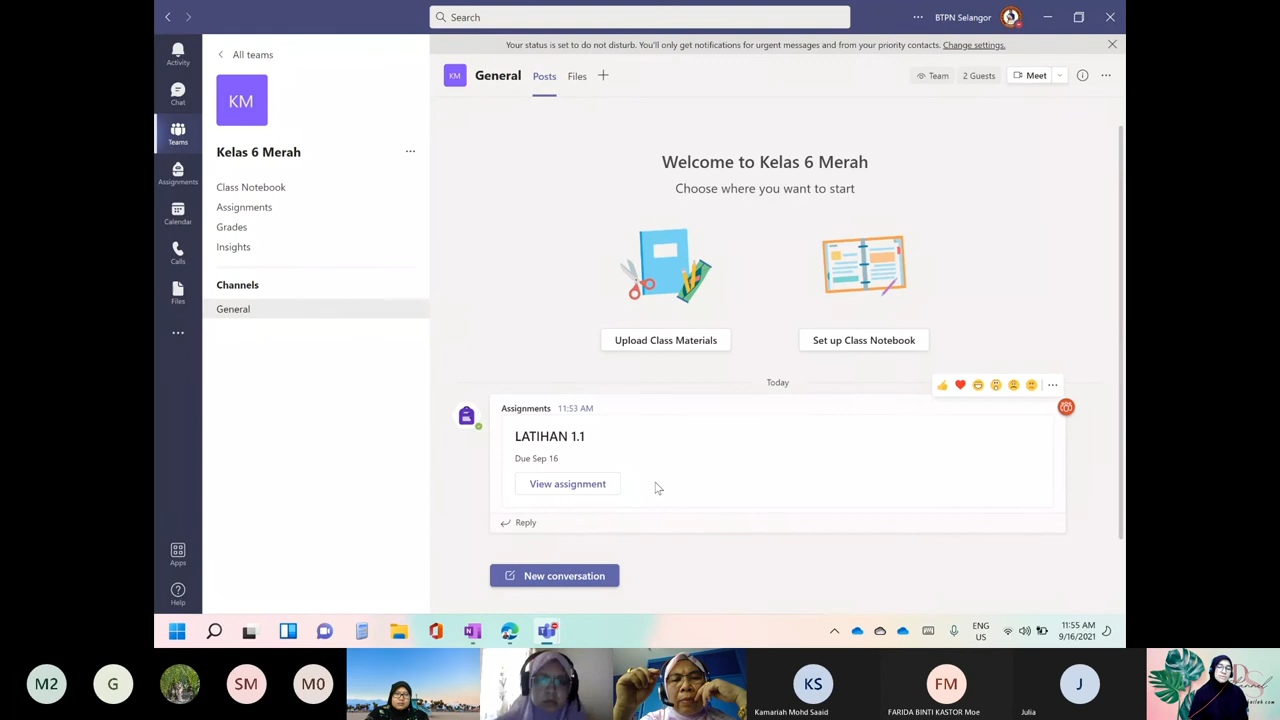 Search
BTPN Selangor
Your status is set to do not disturb. You'll only get notifications for urgent messages and from your priority contacts. Change settings.
Activity
Chat
Teams
Assignments
Calendar
Calls
Files
Apps
Help
All teams
KM
Kelas 6 Merah
Class Notebook
Assignments
Grades
Insights
Channels
General
KM
General
Posts
Files
Team
2 Guests
Meet
Welcome to Kelas 6 Merah
Choose where you want to start
Upload Class Materials
Set up Class Notebook
Today
Assignments 11:53 AM
LATIHAN 1.1
Due Sep 16
View assignment
Reply
New conversation
ENG
US
11:55 AM
9/16/2021
M2
G
SM
M0
KS
Kamariah Mohd Saaid
FM
FARIDA BINTI KASTOR Moe
J
Julia